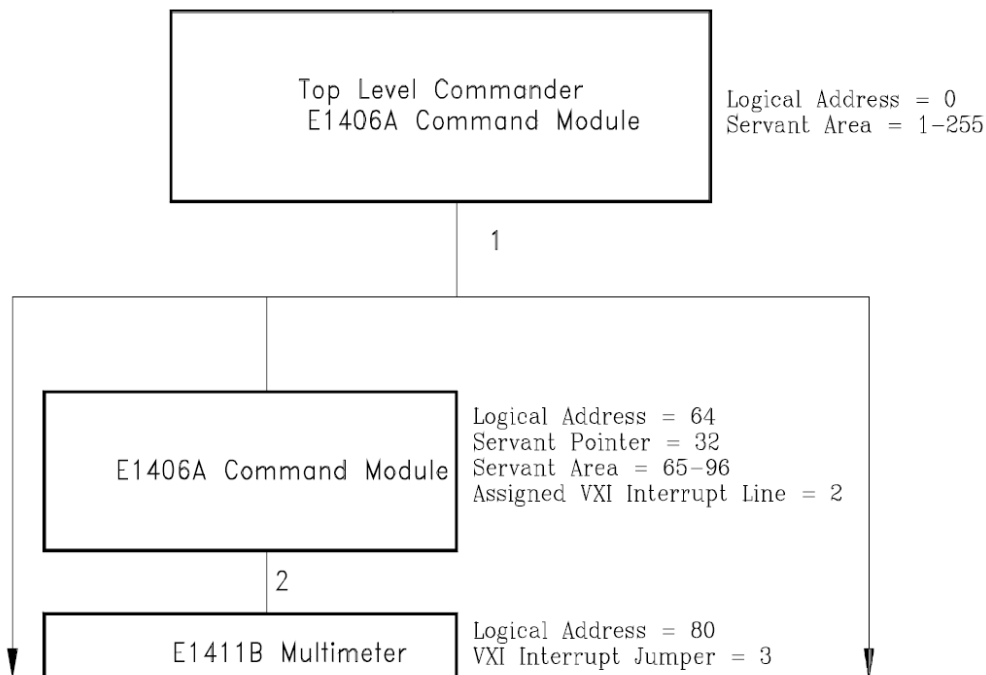 Top Level Commander
E1406A Command Module
Logical Address = 0
Servant Area = 1-255
1
E1406A Command Module
Logical Address = 64
Servant Pointer = 32
Servant Area = 65-96
Assigned VXI Interrupt Line = 2
2
E1411B Multimeter
Logical Address = 80
VXI Interrupt Jumper = 3